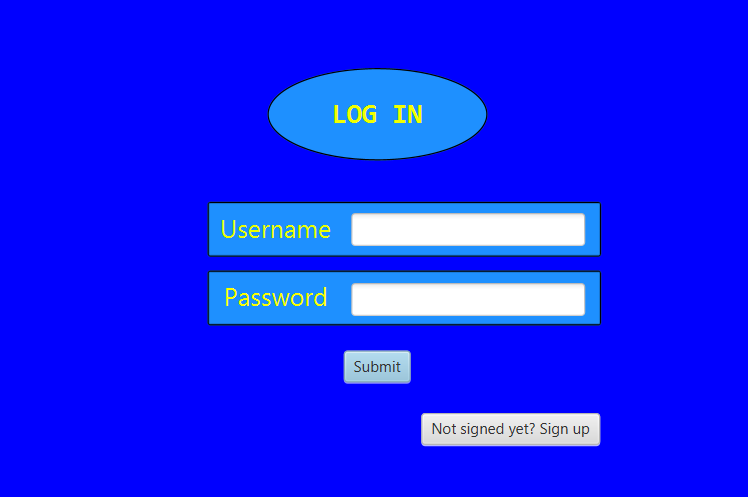 LOG IN
Username
Password
Submit
Not signed yet? Sign up